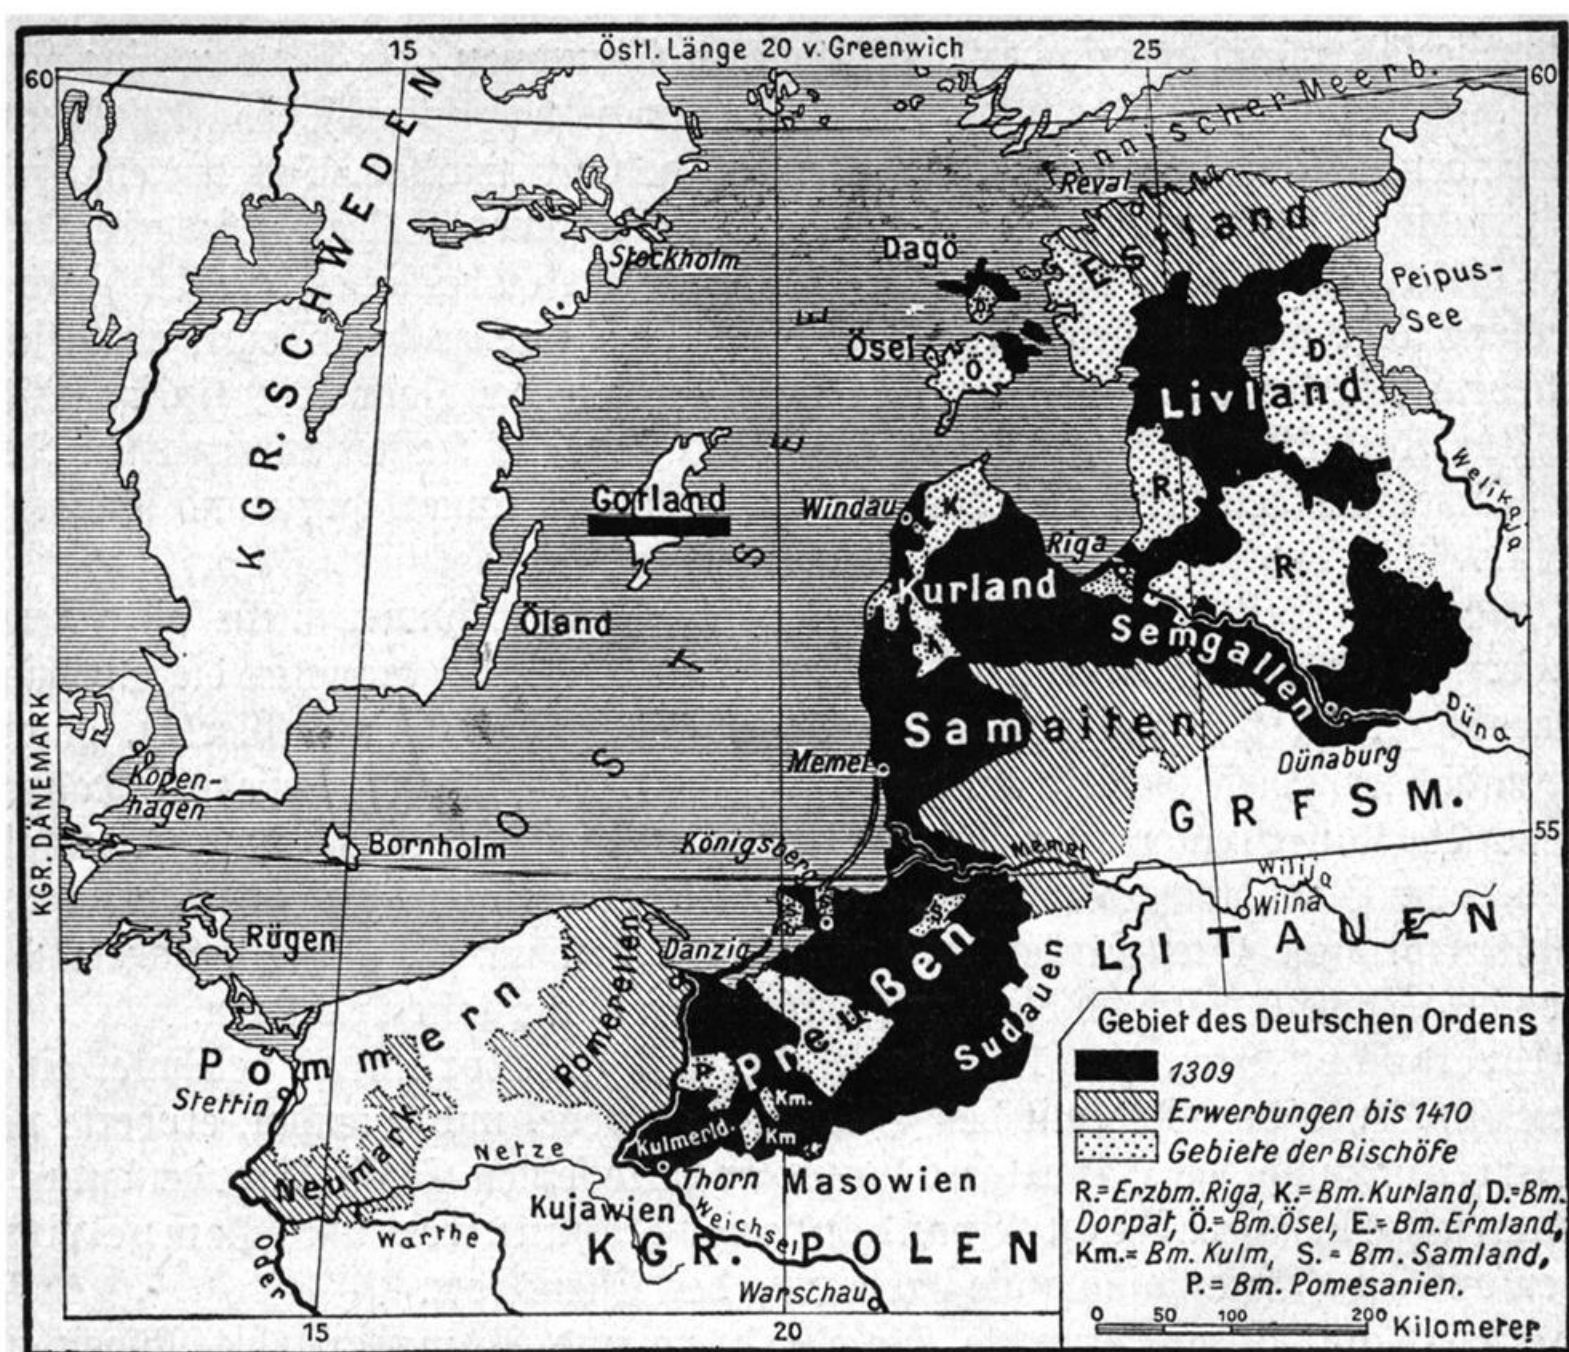 15
Östl. Länge 20 v. Greenwich
25
60
60
Finnischer Meerb.
KGR. SCHWEDEN
Reval
Estland
Dagö
Stockholm
Peipus-
See
Ö
Ösel
Ö
D
Livland
OSTSEE
Gotland
Windau
K
R
Welikaja
Riga
R
Kurland
Öland
K
Semgallen
Samaiten
Düna
KGR. DÄNEMARK
Kopen-
hagen
Memel
Dünaburg
GRFSM.
Bornholm
Königsberg
Memel
55
Wilija
Wilna
LITAUEN
Rügen
Danzig
S
S
Preußen
Sudauen
Pommern
Pomerellen
E
P
Stettin
Km.
Km
Kulmerld.
Neumark
Netze
Thorn
Masowien
Kujawien
Weichsel
Warthe
KGR. POLEN
Oder
Warschau
15
20
Gebiet des Deutschen Ordens
1309
Erwerbungen bis 1410
Gebiete der Bischöfe
R.=Erzbm. Riga, K.=Bm. Kurland, D.=Bm.
Dorpat, Ö.=Bm. Ösel, E.=Bm. Ermland,
Km.=Bm. Kulm, S.=Bm. Samland,
P.=Bm. Pomesanien.
0 50 100 200 Kilometer